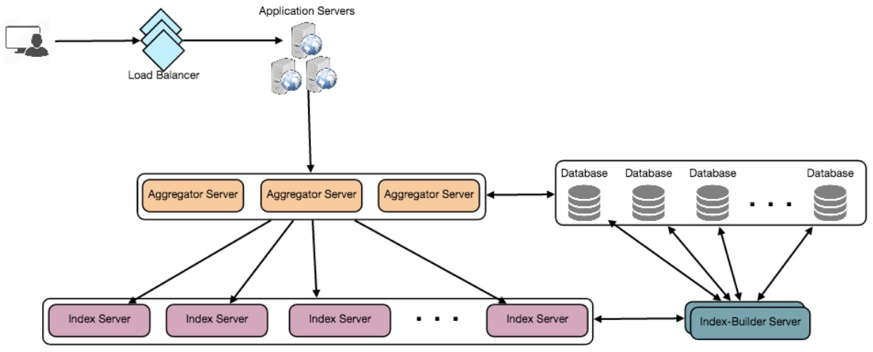 Application Servers
Load Balancer
Aggregator Server Aggregator Server Aggregator Server
Database Database Database Database
Index Server Index Server Index Server Index Server
Index-Builder Server